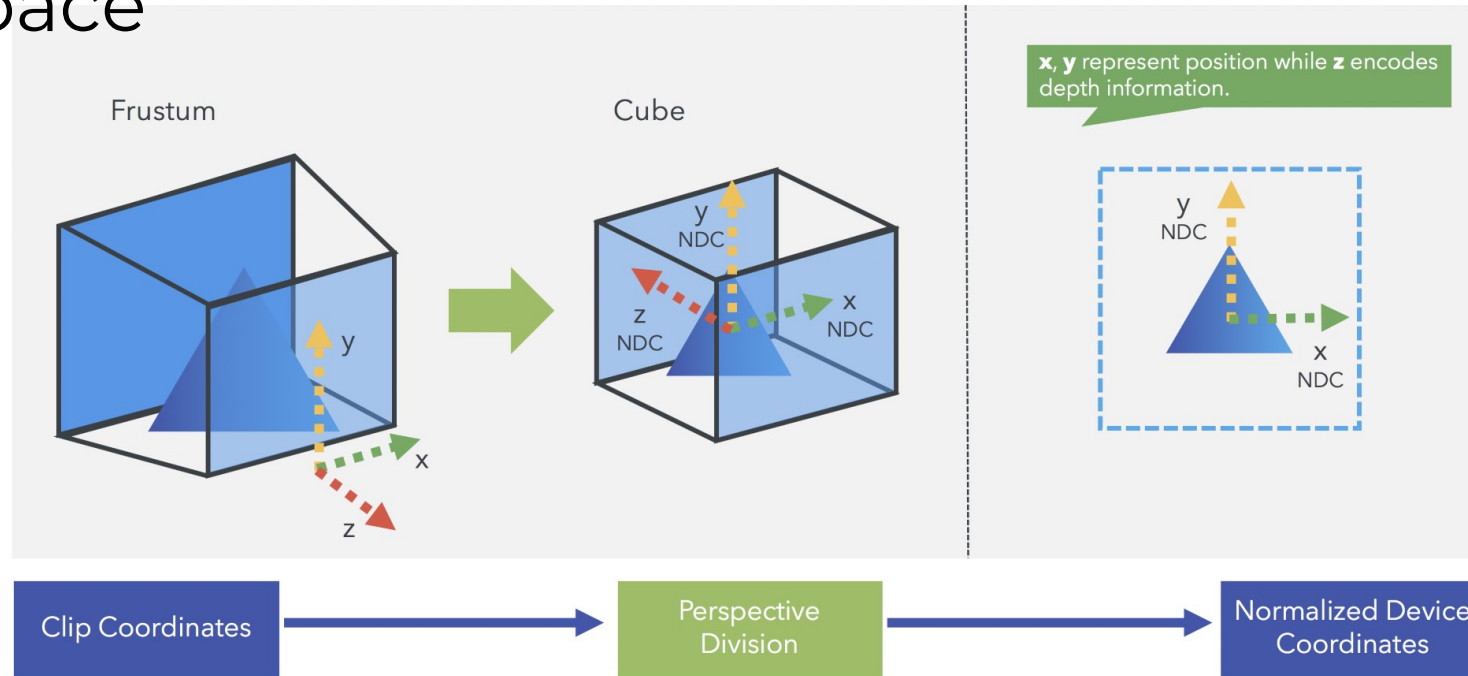 x, y represent position while z encodes
depth information.
Frustum
Cube
y
NDC
z
NDC
x
NDC
y
x
z
y
NDC
x
NDC
Clip Coordinates
Perspective
Division
Normalized Device
Coordinates